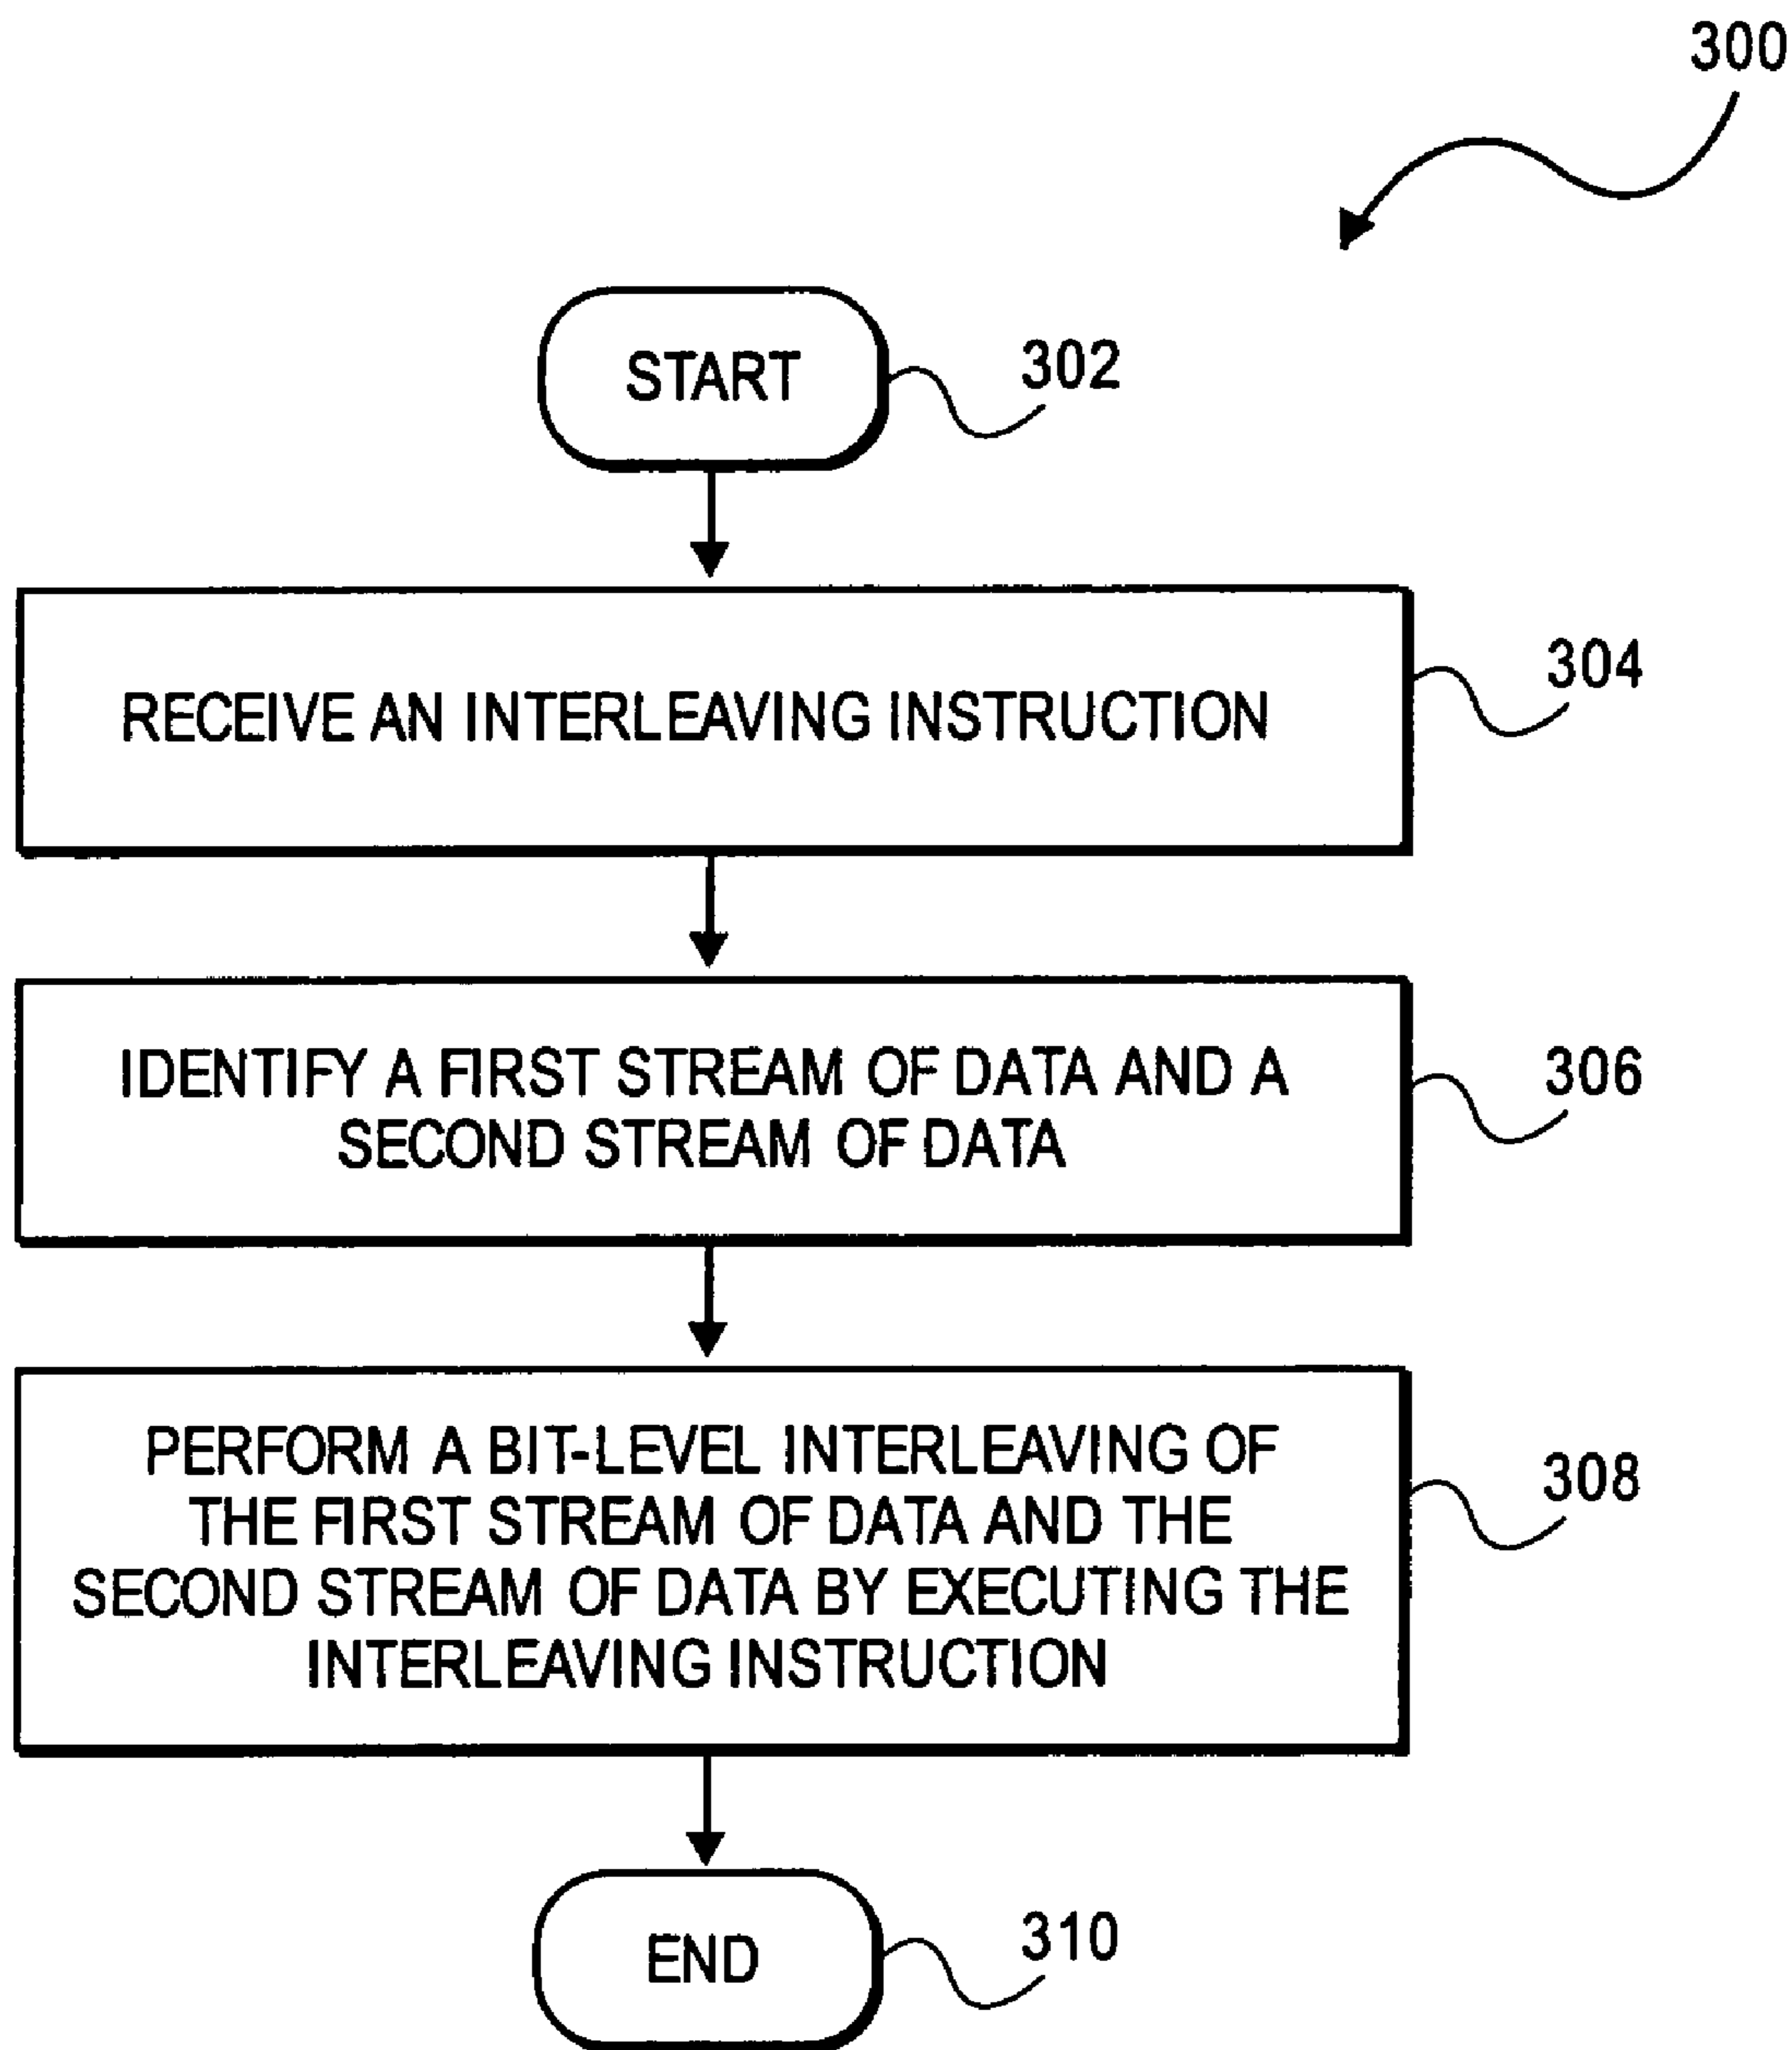 300
START
302
RECEIVE AN INTERLEAVING INSTRUCTION
304
IDENTIFY A FIRST STREAM OF DATA AND A
SECOND STREAM OF DATA
306
PERFORM A BIT-LEVEL INTERLEAVING OF
THE FIRST STREAM OF DATA AND THE
SECOND STREAM OF DATA BY EXECUTING THE
INTERLEAVING INSTRUCTION
308
END
310